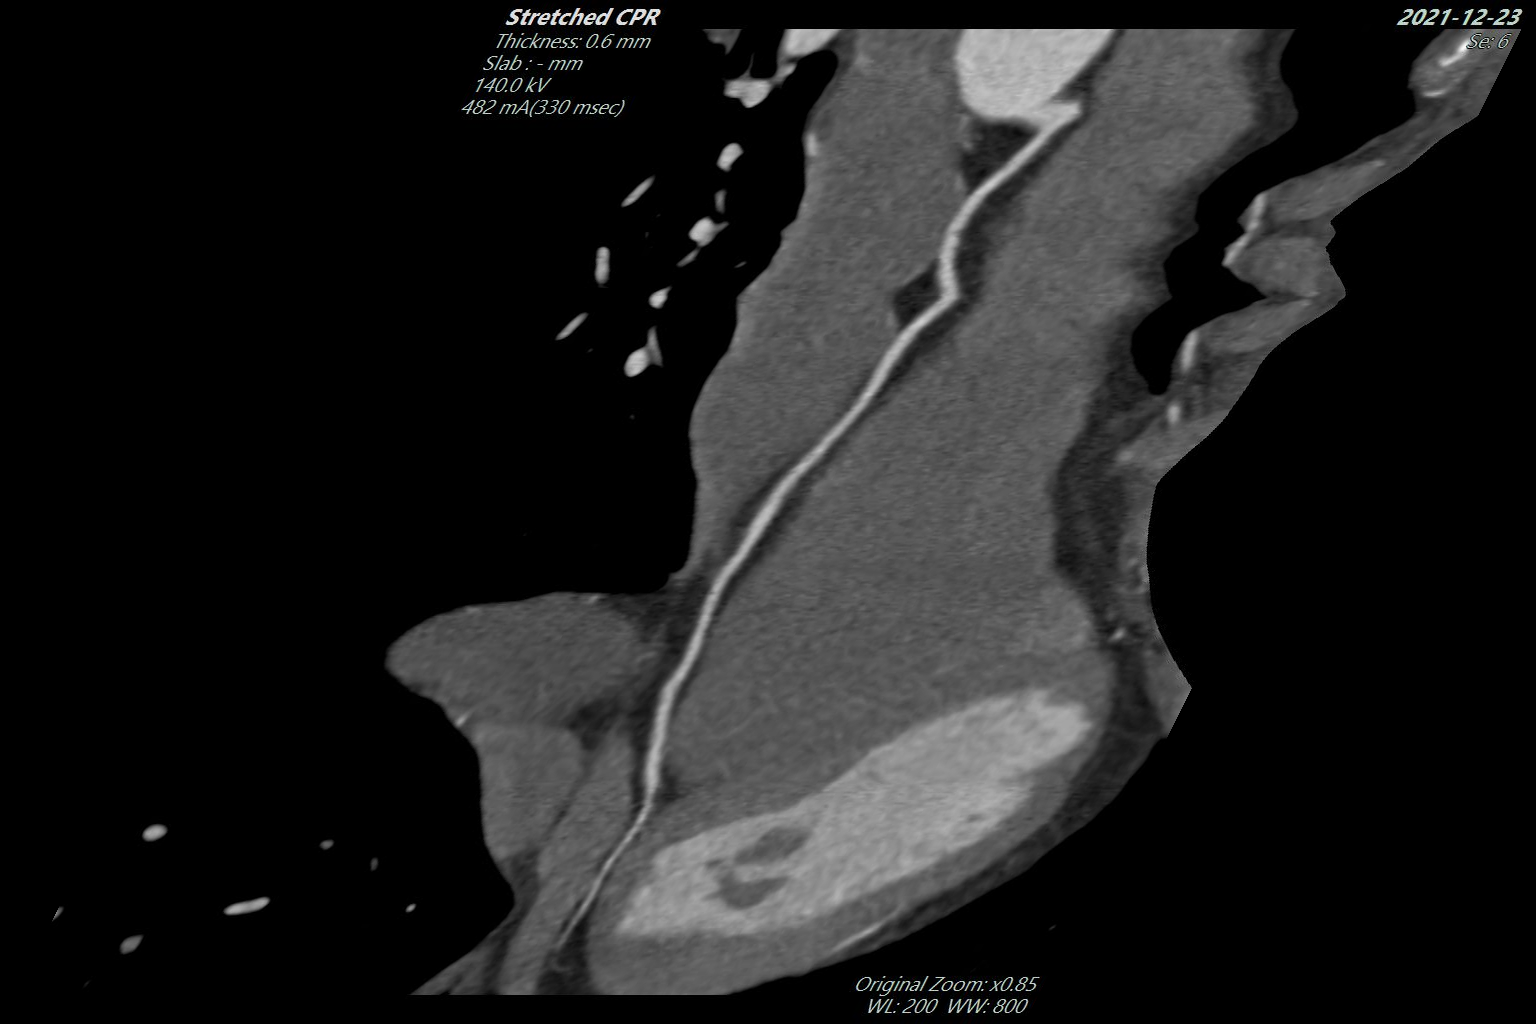 Stretched CPR
Thickness: 0.6 mm
Slab : - mm
140.0 kV
482 mA(330 msec)
2021-12-23
Se: 6
Original Zoom: x0.85
WL: 200 WW: 800